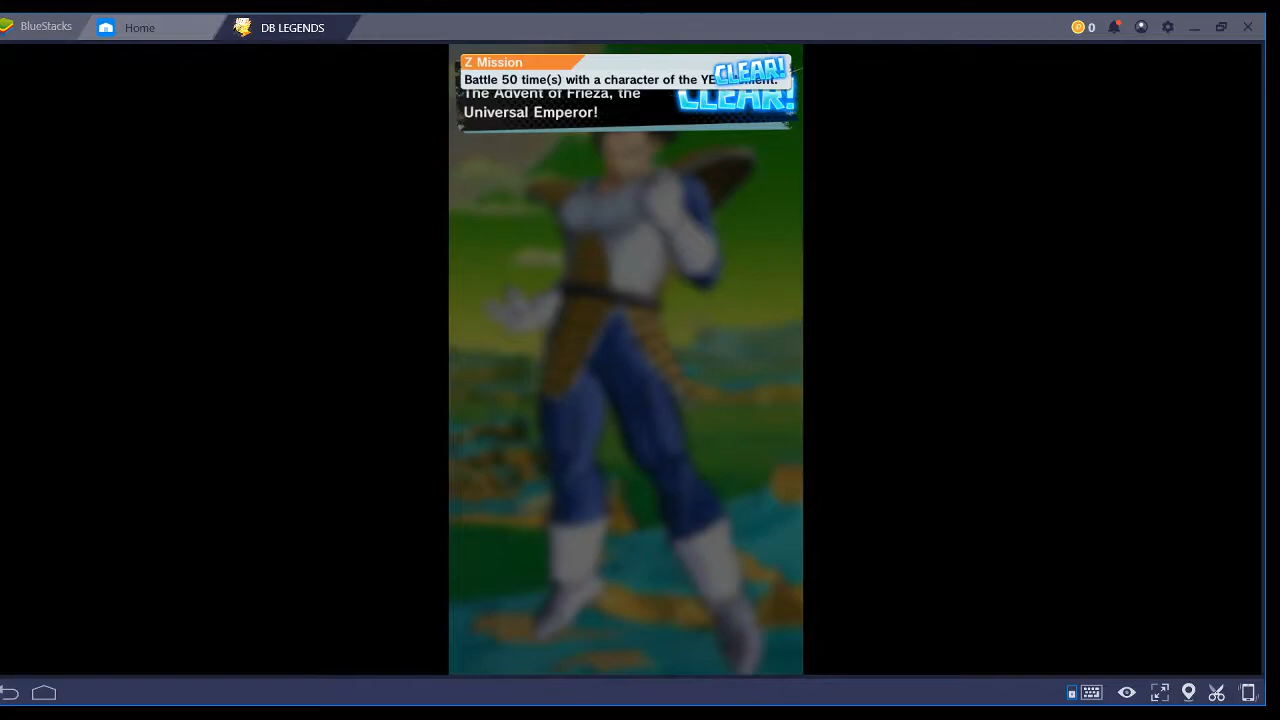 BlueStacks
Home
DB LEGENDS
0
Z Mission
Battle 50 time(s) with a character of the
CLEAR!
The Advent of Frieza, the
Universal Emperor!
CLEAR!